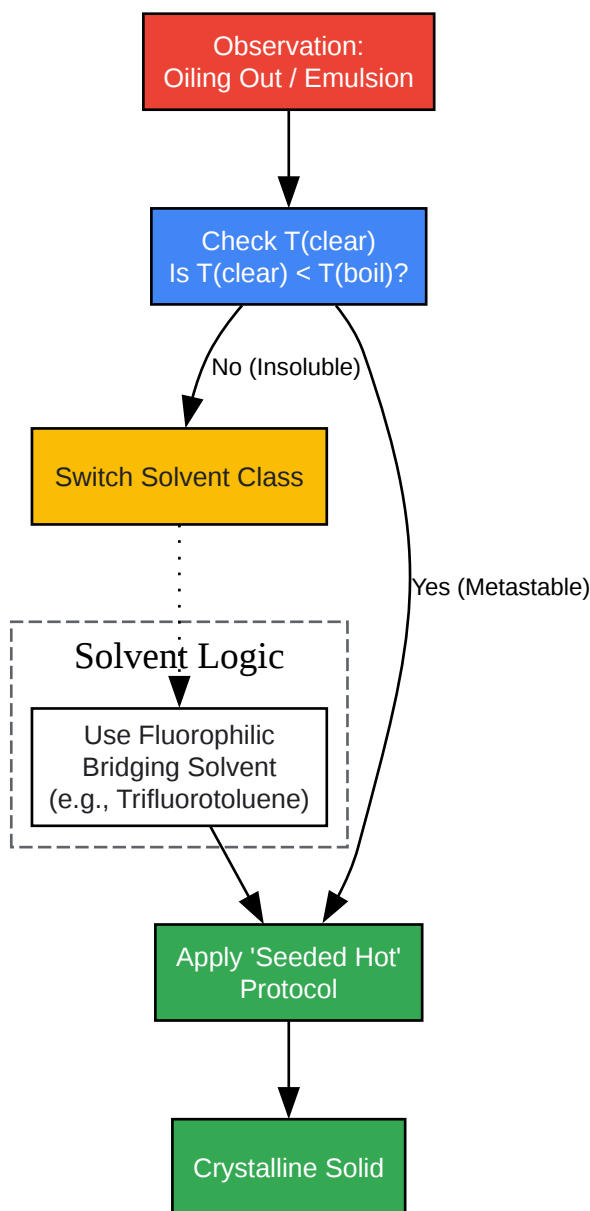 Observation:
Oiling Out / Emulsion
Check T(clear)
Is T(clear) < T(boil)?
No (Insoluble)
Switch Solvent Class
Yes (Metastable)
Solvent Logic
Use Fluorophilic
Bridging Solvent
(e.g., Trifluorotoluene)
Apply 'Seeded Hot'
Protocol
Crystalline Solid